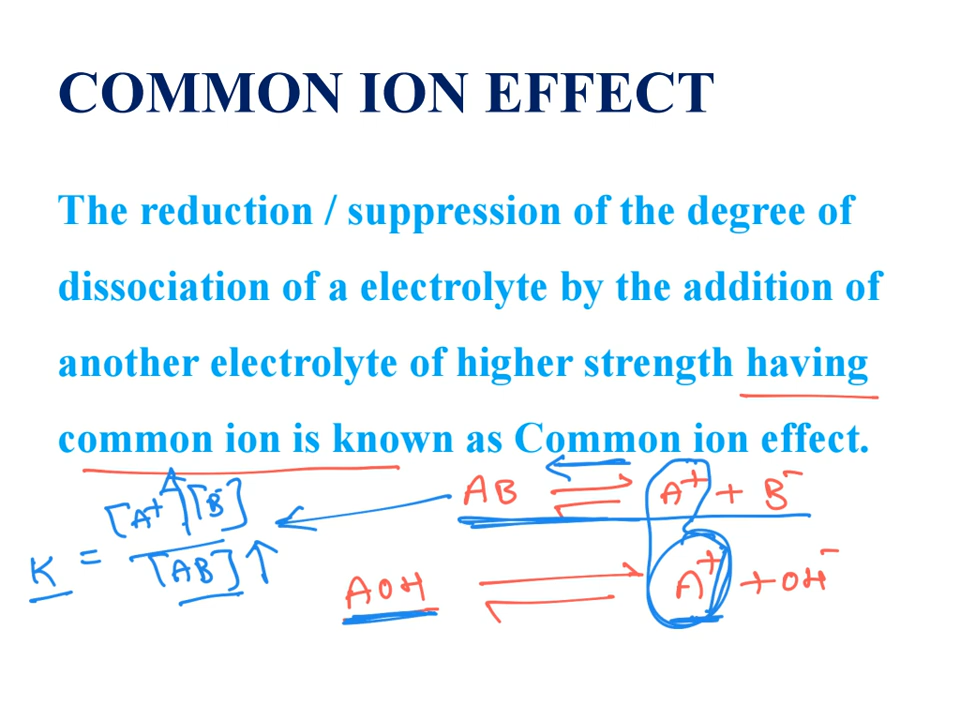 COMMON ION EFFECT
The reduction / suppression of the degree of
dissociation of a electrolyte by the addition of
another electrolyte of higher strength having
common ion is known as Common ion effect.
AB ⇌ A⁺ + B⁻
K = [A⁺][B⁻] / [AB] ↑
AOH ⇌ A⁺ + OH⁻